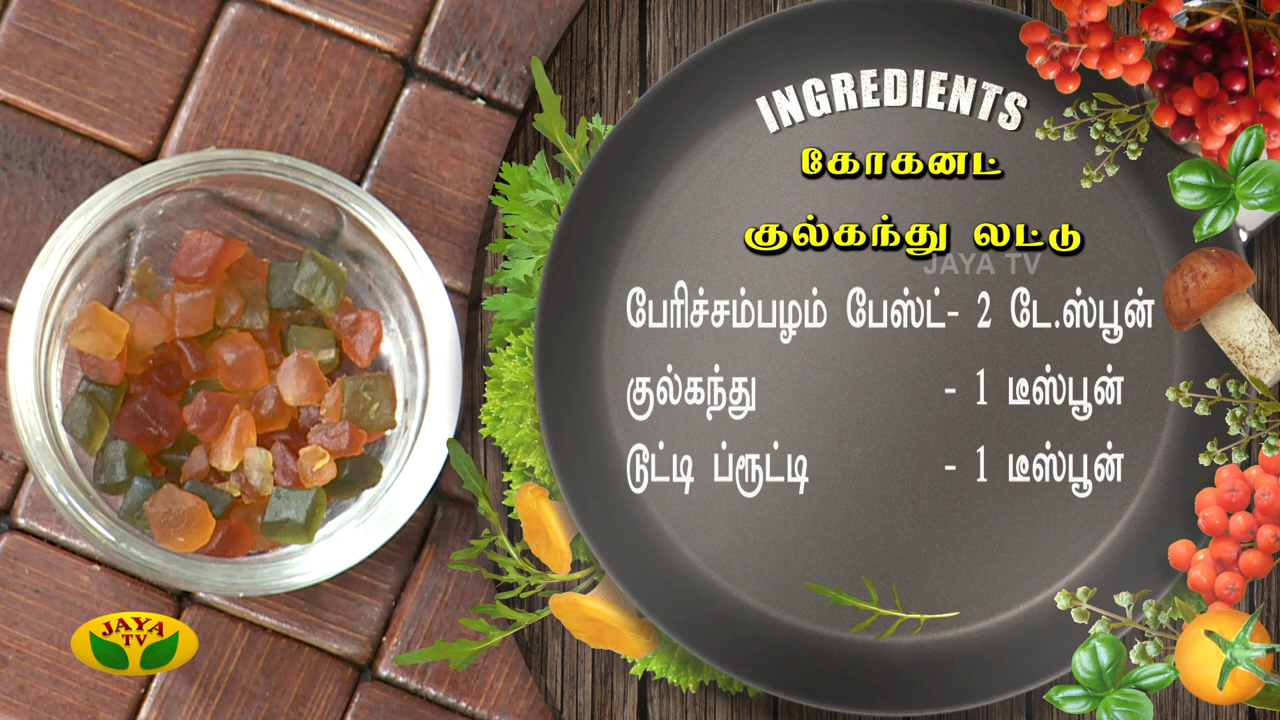 INGREDIENTS
கோகனட்
குல்கந்து லட்டு
JAYA TV
பேரிச்சம்பழம் பேஸ்ட்- 2 டே.ஸ்பூன்
குல்கந்து - 1 டீஸ்பூன்
டூட்டி ப்ரூட்டி - 1 டீஸ்பூன்
JAYA
TV